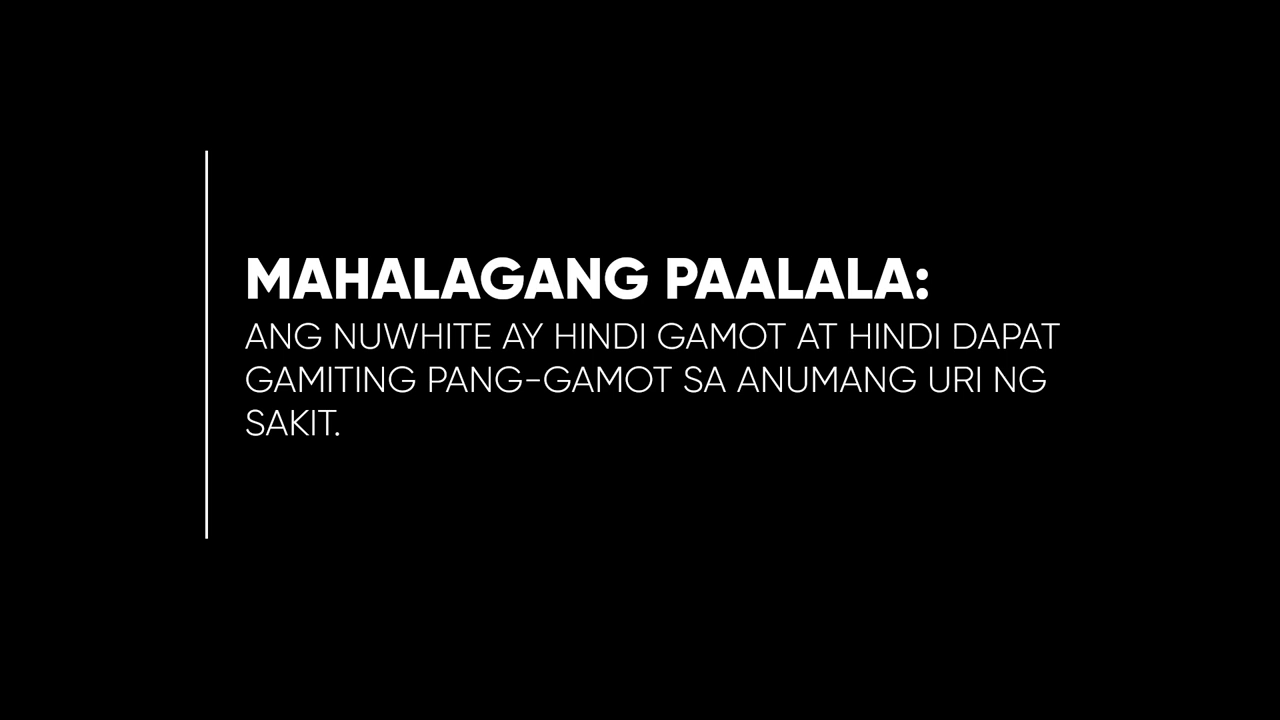 MAHALAGANG PAALALA:
ANG NUWHITE AY HINDI GAMOT AT HINDI DAPAT
GAMITING PANG-GAMOT SA ANUMANG URI NG
SAKIT.